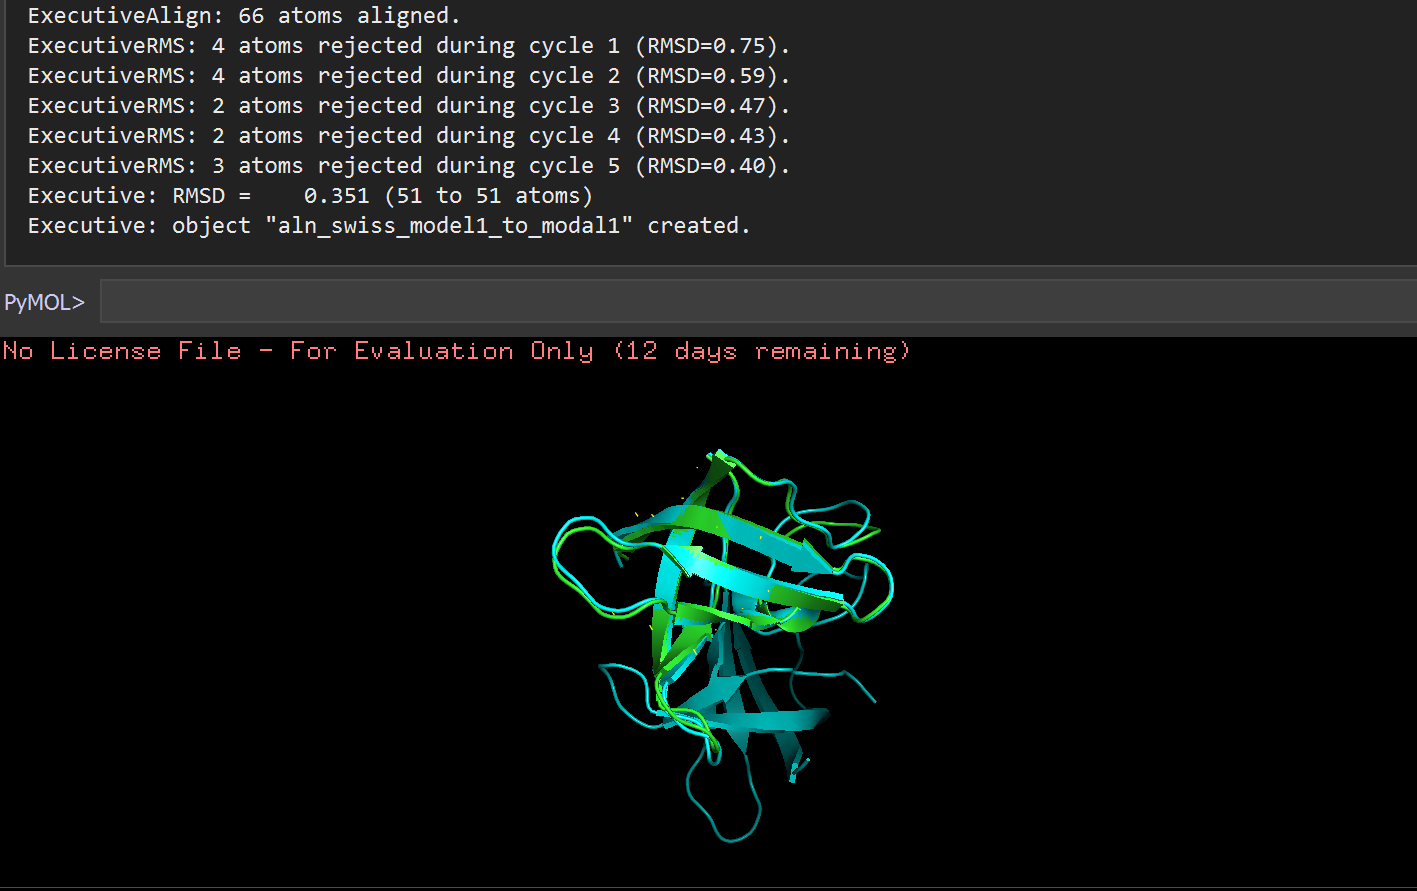 ExecutiveAlign: 66 atoms aligned.
ExecutiveRMS: 4 atoms rejected during cycle 1 (RMSD=0.75).
ExecutiveRMS: 4 atoms rejected during cycle 2 (RMSD=0.59).
ExecutiveRMS: 2 atoms rejected during cycle 3 (RMSD=0.47).
ExecutiveRMS: 2 atoms rejected during cycle 4 (RMSD=0.43).
ExecutiveRMS: 3 atoms rejected during cycle 5 (RMSD=0.40).
Executive: RMSD =    0.351 (51 to 51 atoms)
Executive: object "aln_swiss_model1_to_modal1" created.
PyMOL>
No License File - For Evaluation Only (12 days remaining)